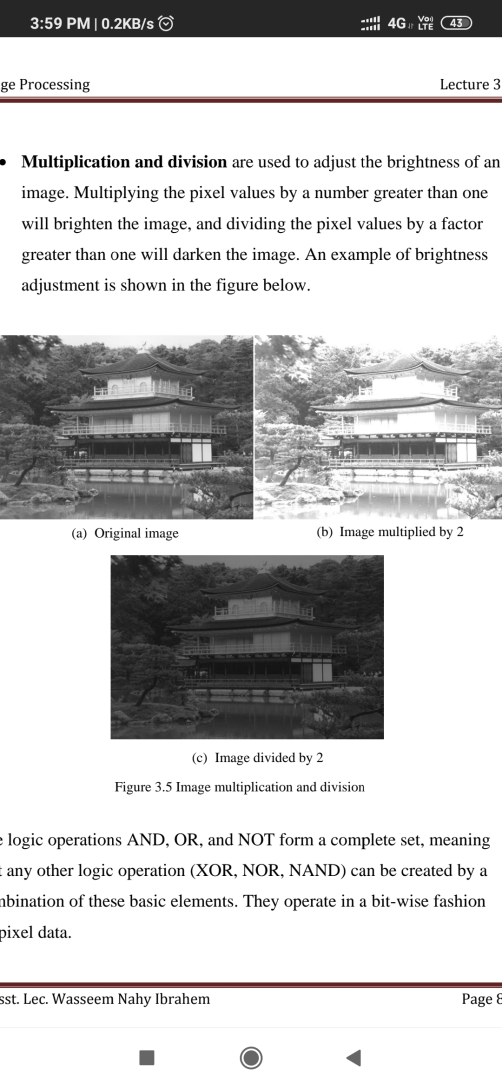 3:59 PM | 0.2KB/s
4G Vo)) LTE 43
ge Processing Lecture 3
• Multiplication and division are used to adjust the brightness of an
image. Multiplying the pixel values by a number greater than one
will brighten the image, and dividing the pixel values by a factor
greater than one will darken the image. An example of brightness
adjustment is shown in the figure below.
(a) Original image
(b) Image multiplied by 2
(c) Image divided by 2
Figure 3.5 Image multiplication and division
e logic operations AND, OR, and NOT form a complete set, meaning
t any other logic operation (XOR, NOR, NAND) can be created by a
mbination of these basic elements. They operate in a bit-wise fashion
pixel data.
sst. Lec. Wasseem Nahy Ibrahem Page 8